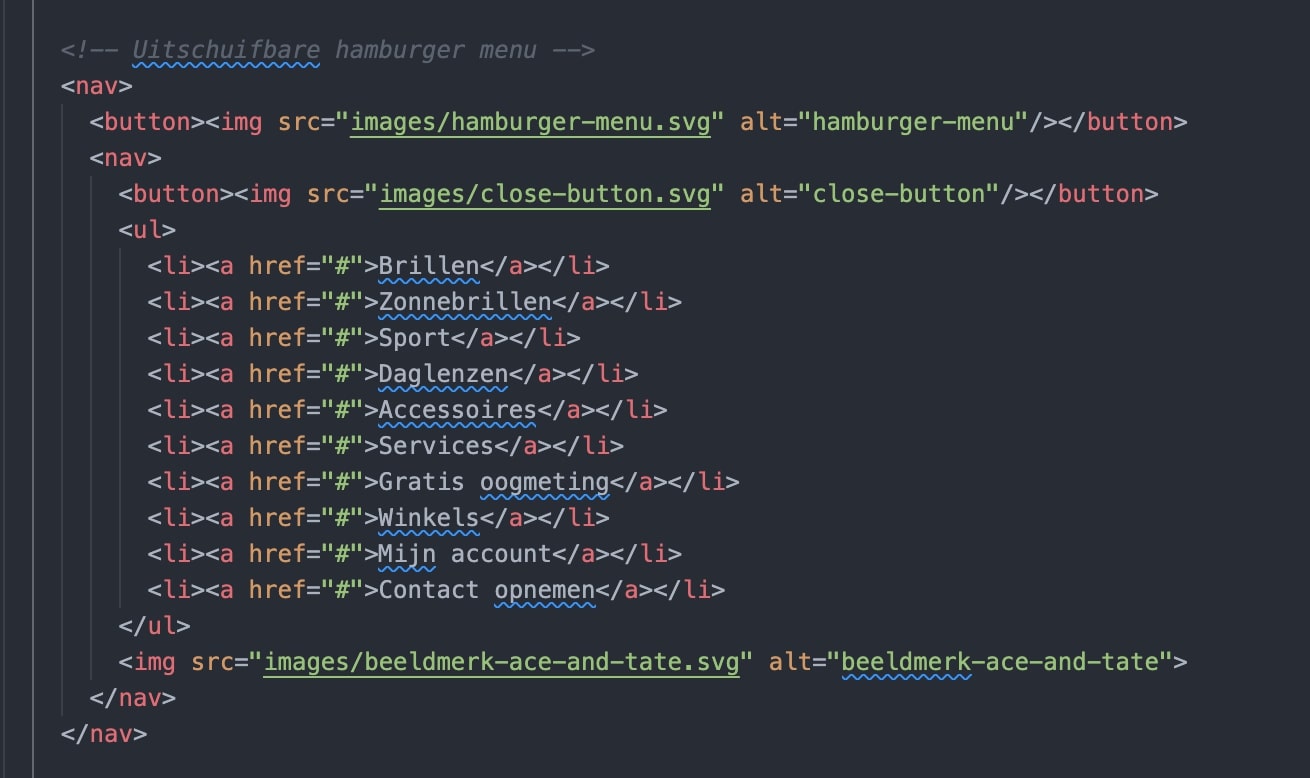 <!-- Uitschuifbare hamburger menu -->
<nav>
<button><img src="images/hamburger-menu.svg" alt="hamburger-menu"/></button>
<nav>
<button><img src="images/close-button.svg" alt="close-button"/></button>
<ul>
<li><a href="#">Brillen</a></li>
<li><a href="#">Zonnebrillen</a></li>
<li><a href="#">Sport</a></li>
<li><a href="#">Daglenzen</a></li>
<li><a href="#">Accessoires</a></li>
<li><a href="#">Services</a></li>
<li><a href="#">Gratis oogmeting</a></li>
<li><a href="#">Winkels</a></li>
<li><a href="#">Mijn account</a></li>
<li><a href="#">Contact opnemen</a></li>
</ul>
<img src="images/beeldmerk-ace-and-tate.svg" alt="beeldmerk-ace-and-tate">
</nav>
</nav>